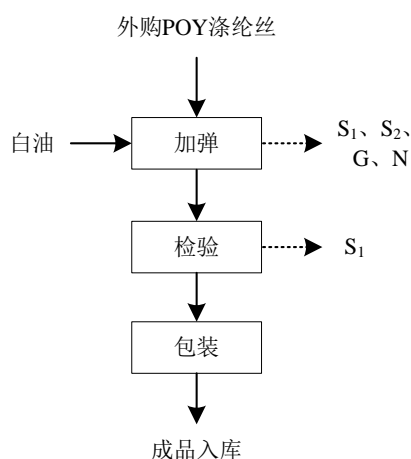 外购POY涤纶丝
白油
加弹
S₁、S₂、
G、N
检验
S₁
包装
成品入库